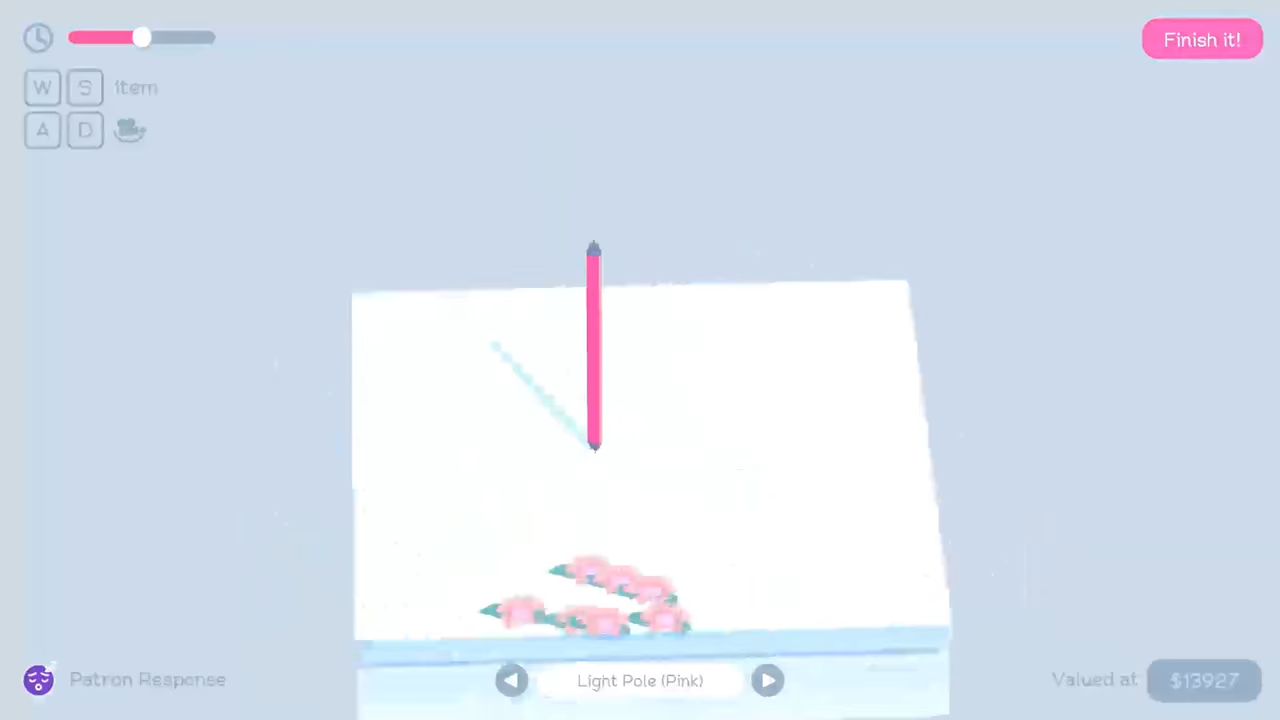 Finish it!
W S item
A D
Patron Response
Light Pole (Pink)
Valued at $13927